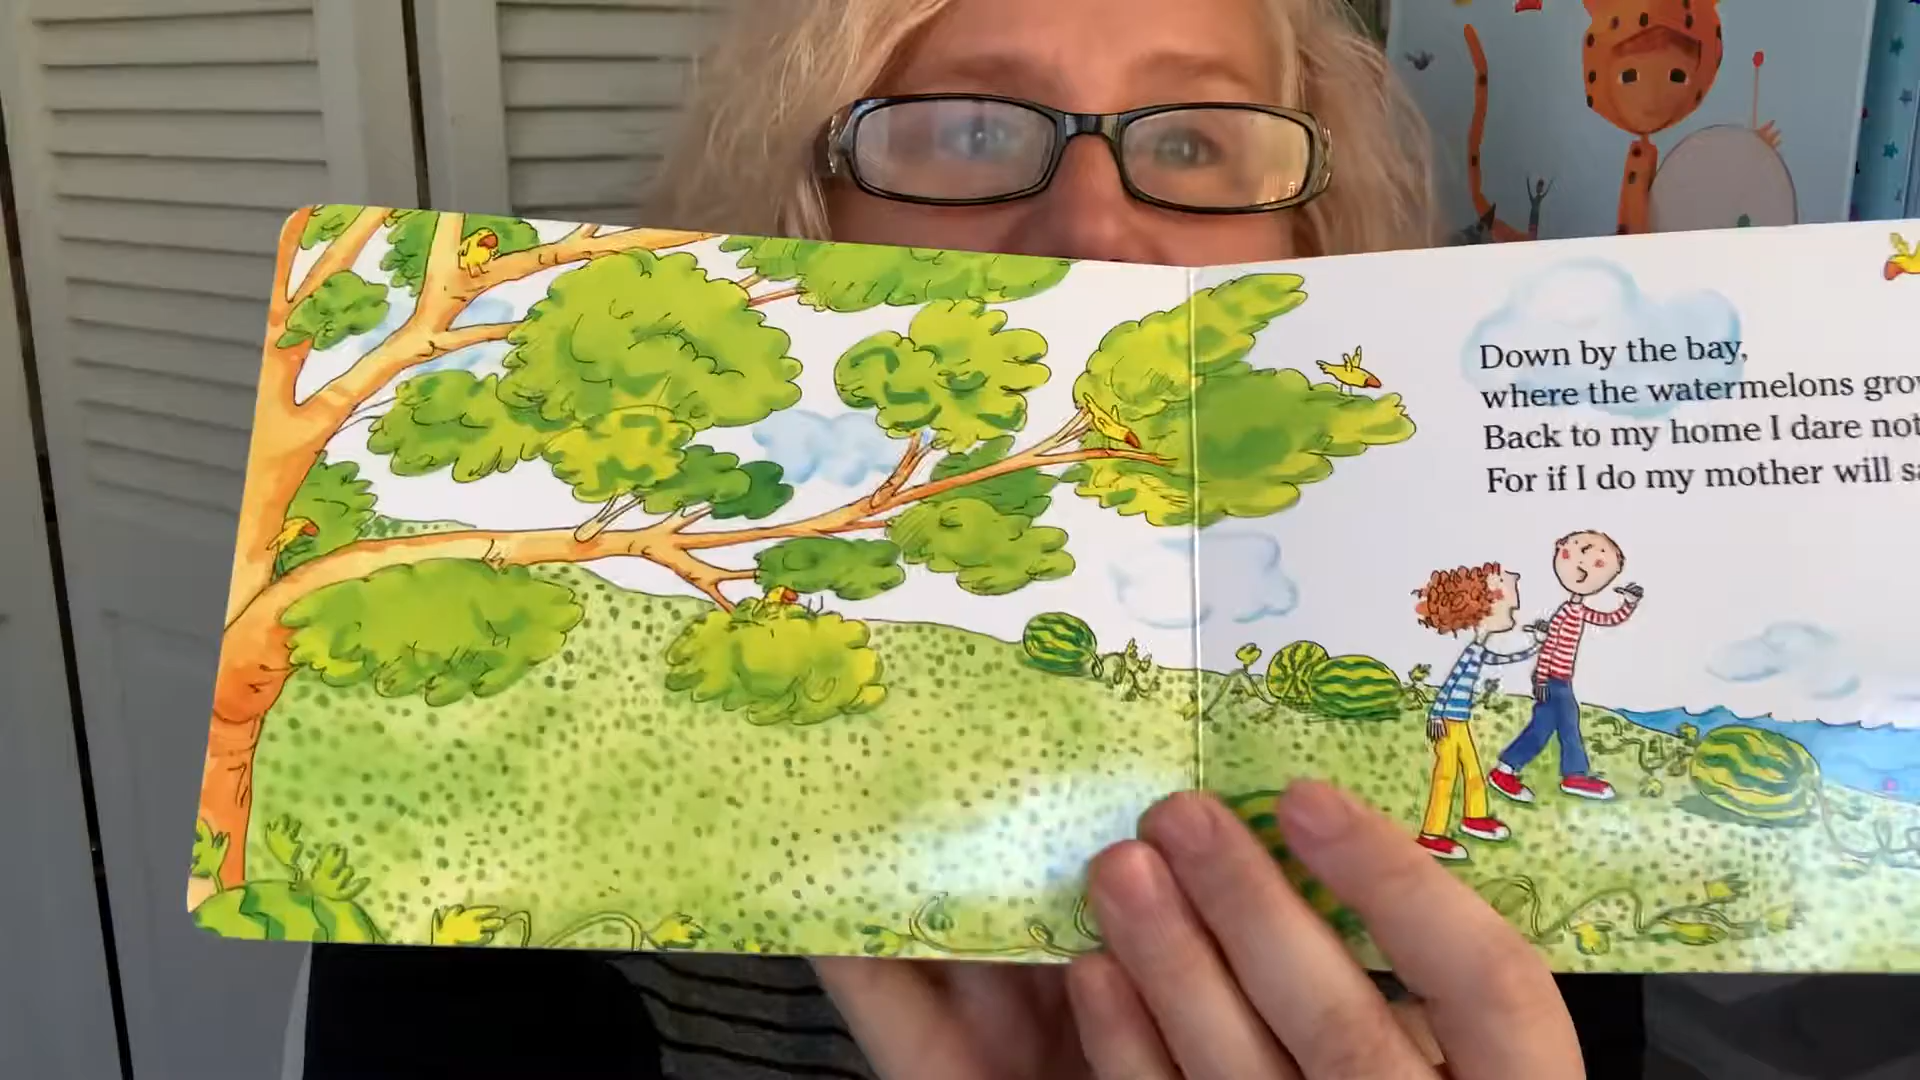 Down by the bay,
where the watermelons grow
Back to my home I dare not
For if I do my mother will